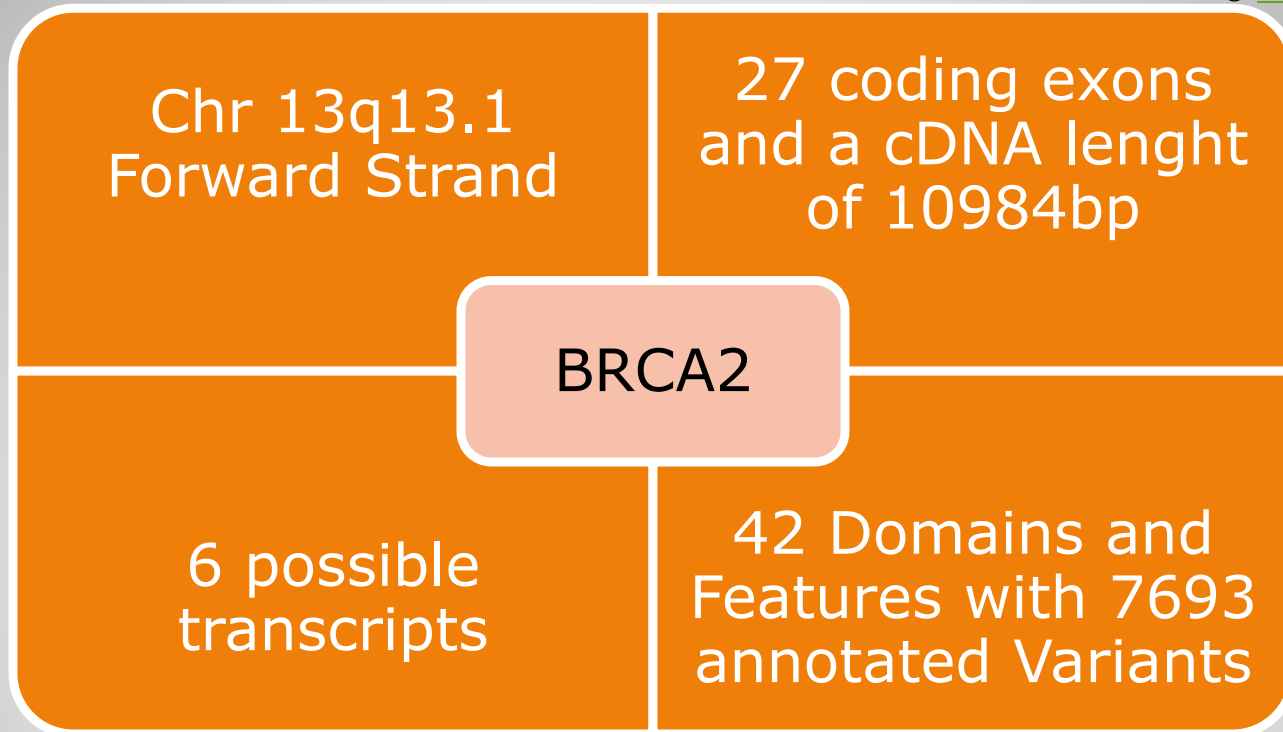 Chr 13q13.1
Forward Strand
27 coding exons
and a cDNA lenght
of 10984bp
BRCA2
6 possible
transcripts
42 Domains and
Features with 7693
annotated Variants